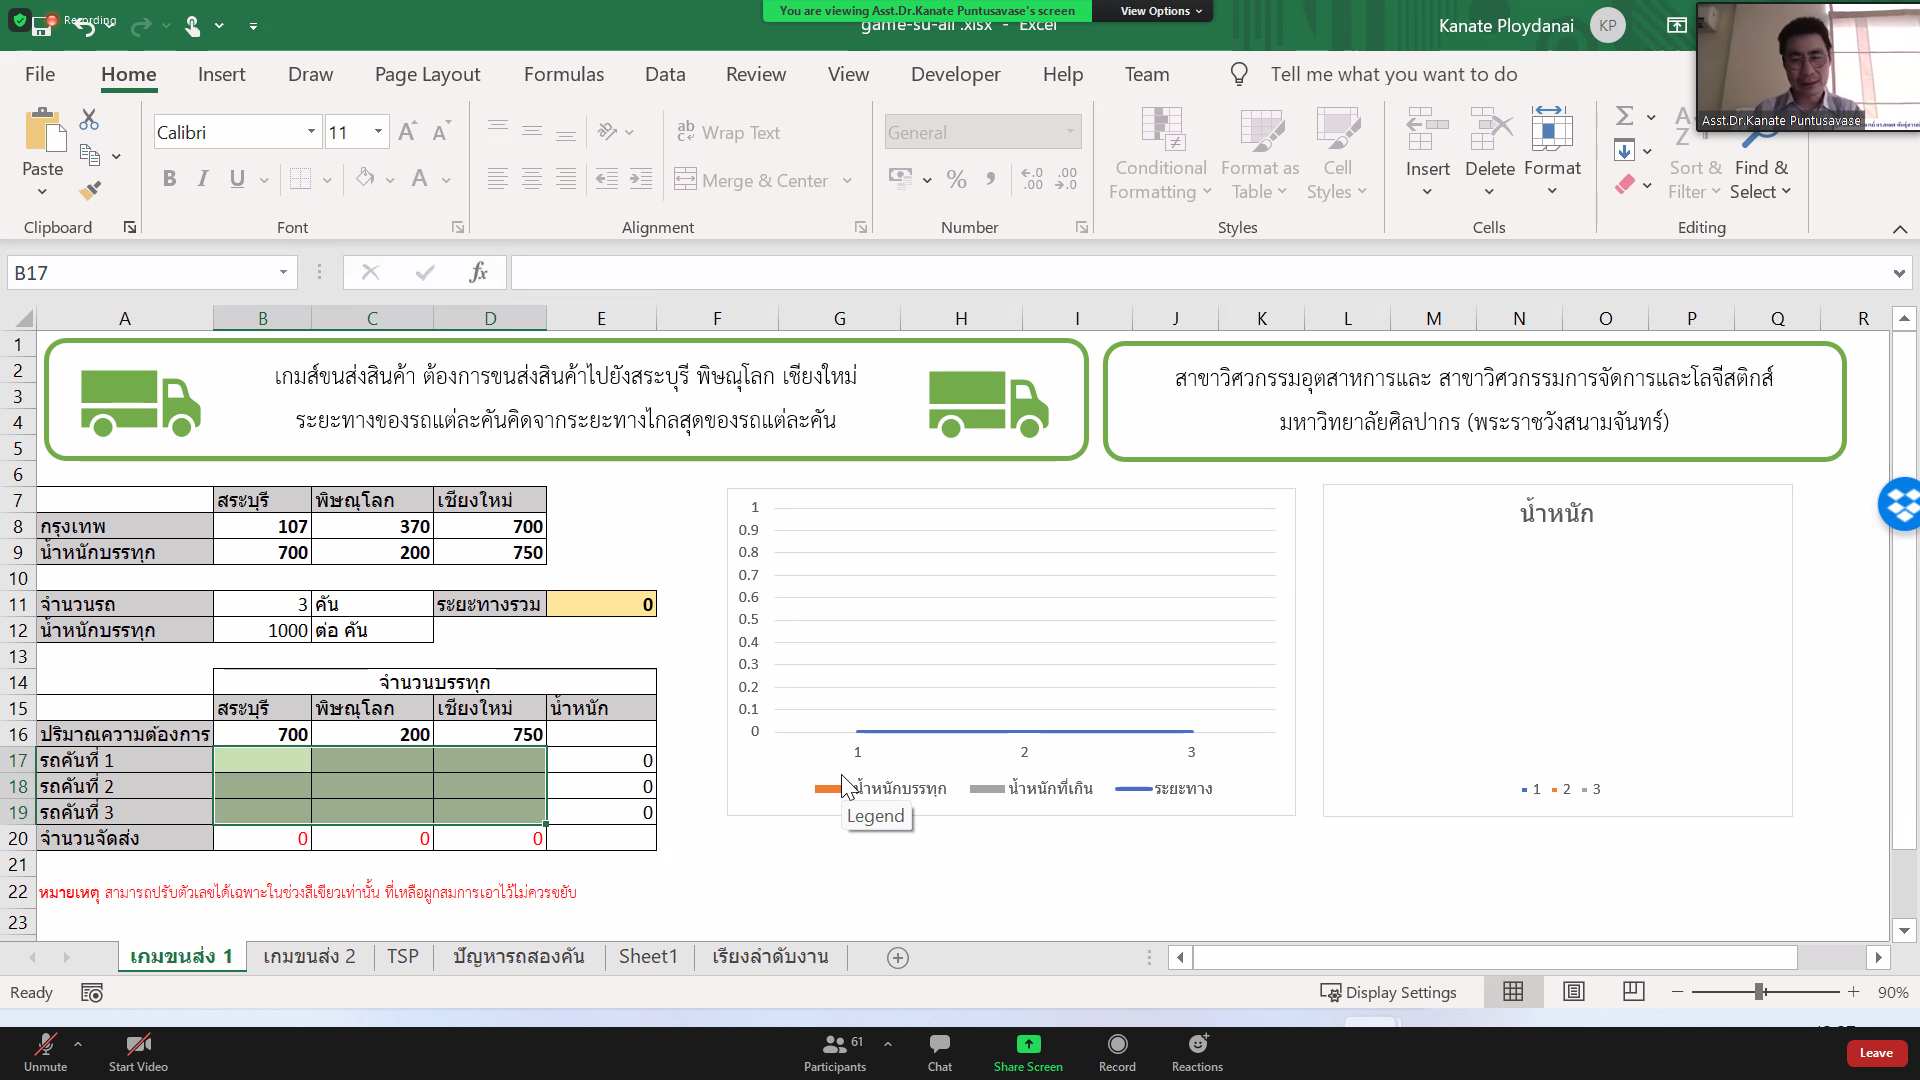 Recording
You are viewing Asst.Dr.Kanate Puntusavase's screen
View Options
game-su-all .xlsx - Excel
Kanate Ploydanai
KP
File Home Insert Draw Page Layout Formulas Data Review View Developer Help Team Tell me what you want to do
Asst.Dr.Kanate Puntusavase
Paste
Calibri 11
B I U A
Wrap Text
Merge & Center
General
Conditional Formatting
Format as Table
Cell Styles
Insert Delete Format
Sort & Filter
Find & Select
Clipboard Font Alignment Number Styles Cells Editing
B17
fx
A B C D E F G H I J K L M N O P Q R
เกมส์ขนส่งสินค้า ต้องการขนส่งสินค้าไปยังสระบุรี พิษณุโลก เชียงใหม่
ระยะทางของรถแต่ละคันคิดจากระยะทางไกลสุดของรถแต่ละคัน
สาขาวิศวกรรมอุตสาหการและ สาขาวิศวกรรมการจัดการและโลจีสติกส์
มหาวิทยาลัยศิลปากร (พระราชวังสนามจันทร์)
1
2
3
4
5
6
7 สระบุรี พิษณุโลก เชียงใหม่
8 กรุงเทพ 107 370 700
9 น้ำหนักบรรทุก 700 200 750
10
11 จำนวนรถ 3 คัน ระยะทางรวม 0
12 น้ำหนักบรรทุก 1000 ต่อ คัน
13
14 จำนวนบรรทุก
15 สระบุรี พิษณุโลก เชียงใหม่ น้ำหนัก
16 ปริมาณความต้องการ 700 200 750
17 รถคันที่ 1 0
18 รถคันที่ 2 0
19 รถคันที่ 3 0
20 จำนวนจัดส่ง 0 0 0
21
22 หมายเหตุ สามารถปรับตัวเลขได้เฉพาะในช่วงสีเขียวเท่านั้น ที่เหลือผูกสมการเอาไว้ไม่ควรขยับ
23
1
0.9
0.8
0.7
0.6
0.5
0.4
0.3
0.2
0.1
0
1 2 3
น้ำหนักบรรทุก น้ำหนักที่เกิน ระยะทาง
Legend
น้ำหนัก
1 2 3
เกมขนส่ง 1 เกมขนส่ง 2 TSP ปัญหารถสองคัน Sheet1 เรียงลำดับงาน
Ready
Display Settings
90%
Unmute
Start Video
61
Participants
Chat
Share Screen
Record
Reactions
Leave